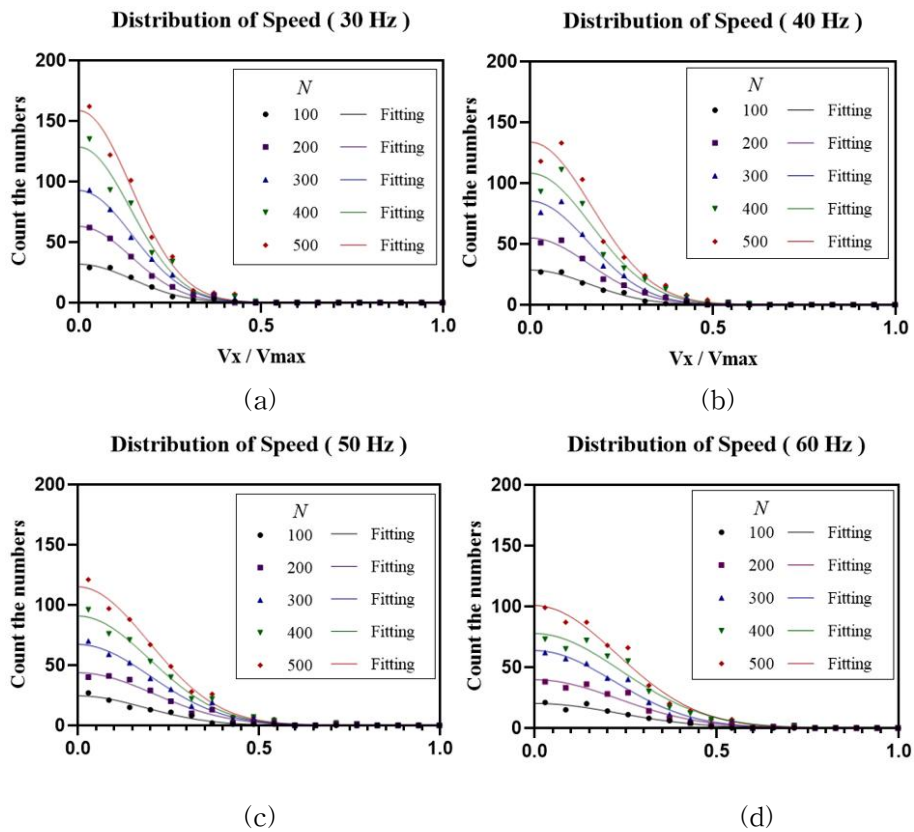 Distribution of Speed ( 30 Hz )
Count the numbers
200
150
100
50
0
0.0
0.5
1.0
Vx / Vmax
N
100 Fitting
200 Fitting
300 Fitting
400 Fitting
500 Fitting
(a)
Distribution of Speed ( 40 Hz )
Count the numbers
200
150
100
50
0
0.0
0.5
1.0
Vx / Vmax
N
100 Fitting
200 Fitting
300 Fitting
400 Fitting
500 Fitting
(b)
Distribution of Speed ( 50 Hz )
Count the numbers
200
150
100
50
0
0.0
0.5
1.0
N
100 Fitting
200 Fitting
300 Fitting
400 Fitting
500 Fitting
(c)
Distribution of Speed ( 60 Hz )
Count the numbers
200
150
100
50
0
0.0
0.5
1.0
N
100 Fitting
200 Fitting
300 Fitting
400 Fitting
500 Fitting
(d)